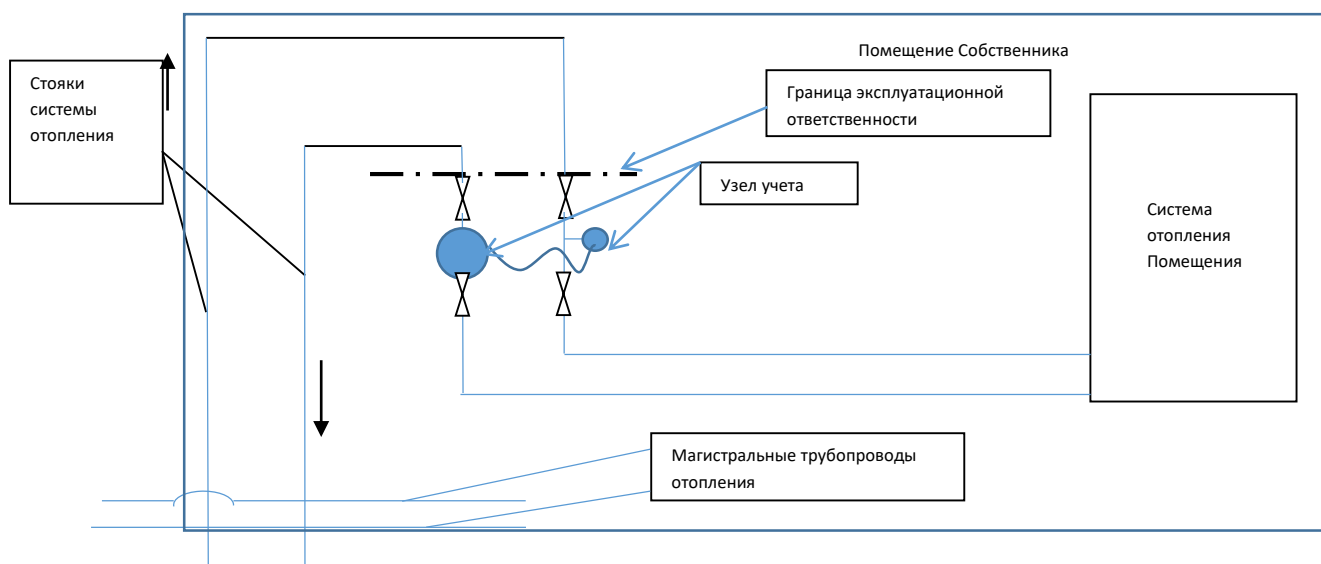 Помещение Собственника
Стояки
системы
отопления
Граница эксплуатационной
ответственности
Узел учета
Система
отопления
Помещения
Магистральные трубопроводы
отопления